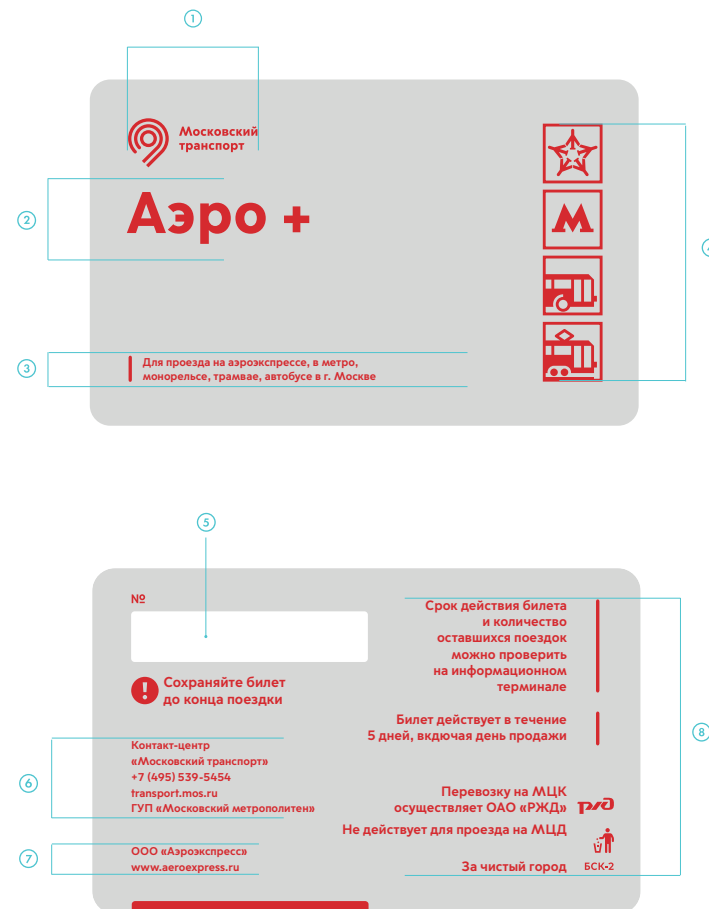 1
Московский
транспорт
2
Аэро +
М
3
Для проезда на аэроэкспрессе, в метро,
монорельсе, трамвае, автобусе в г. Москве
5
№
Сохраняйте билет
до конца поездки
Срок действия билета
и количество
оставшихся поездок
можно проверить
на информационном
терминале
Билет действует в течение
5 дней, включая день продажи
6
Контакт-центр
«Московский транспорт»
+7 (495) 539-5454
transport.mos.ru
ГУП «Московский метрополитен»
8
Перевозку на МЦК
осуществляет ОАО «РЖД»
РЖД
Не действует для проезда на МЦД
7
ООО «Аэроэкспресс»
www.aeroexpress.ru
За чистый город
БСК-2